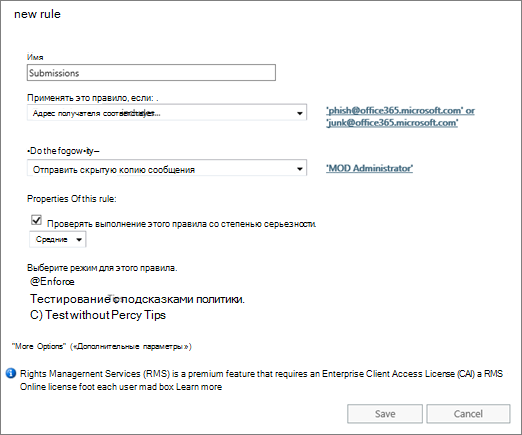 new rule
Имя
Submissions
Применять это правило, если: .
Адрес получателя
'phish@office365.microsoft.com' or
'junk@office365.microsoft.com'
•Do the fogow•ity—
Отправить скрытую копию сообщения
'MOD Administrator'
Properties Of this rule:
Проверять выполнение этого правила со степенью серьезности.
Средние
Выберите режим для этого правила.
@Enforce
Тестирование с подсказками политики.
C) Test without Percy Tips
"More Options" («Дополнительные параметры»)
Rights Management Services (RMS) is a premium feature that requires an Enterprise Client Access License (CAI) a RMS
Online license foot each user mad box Learn more
Save
Cancel